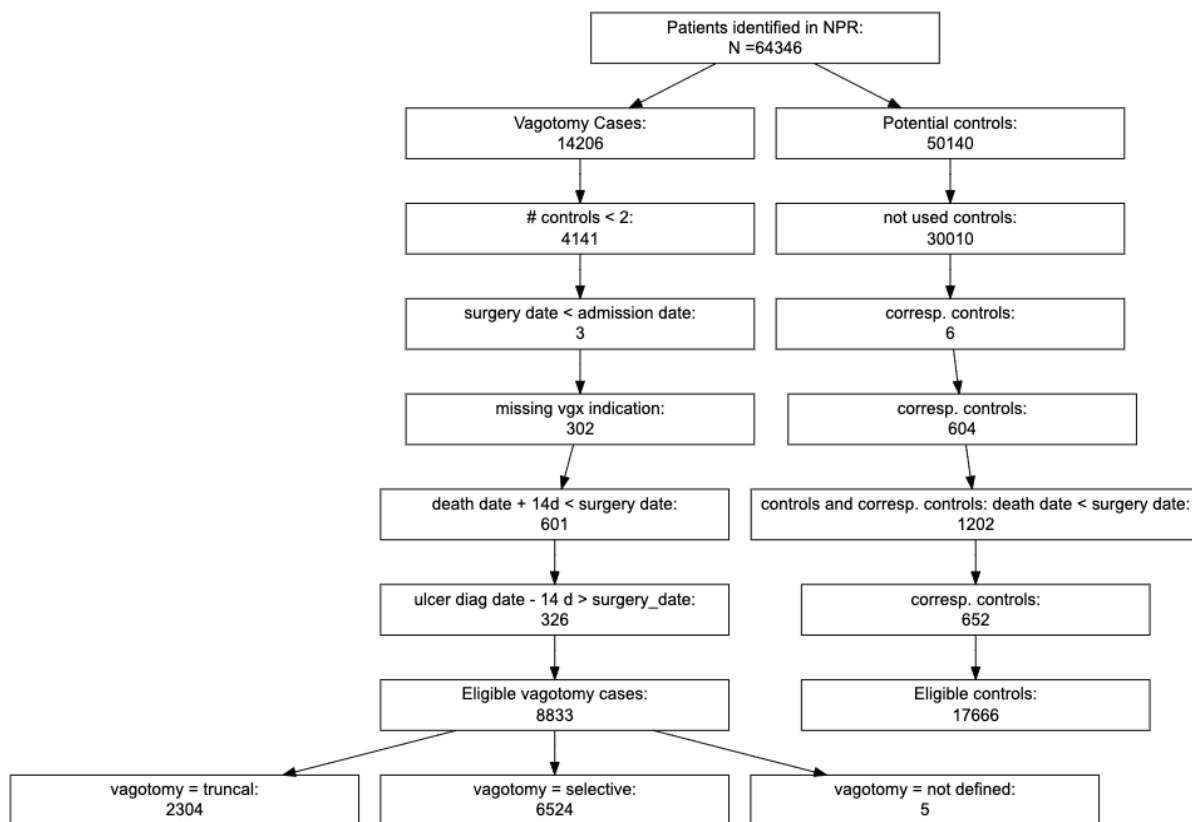 Patients identified in NPR:
N =64346
Vagotomy Cases:
14206
Potential controls:
50140
# controls < 2:
4141
not used controls:
30010
surgery date < admission date:
3
corresp. controls:
6
missing vgx indication:
302
corresp. controls:
604
death date + 14d < surgery date:
601
controls and corresp. controls: death date < surgery date:
1202
ulcer diag date - 14 d > surgery_date:
326
corresp. controls:
652
Eligible vagotomy cases:
8833
Eligible controls:
17666
vagotomy = truncal:
2304
vagotomy = selective:
6524
vagotomy = not defined:
5